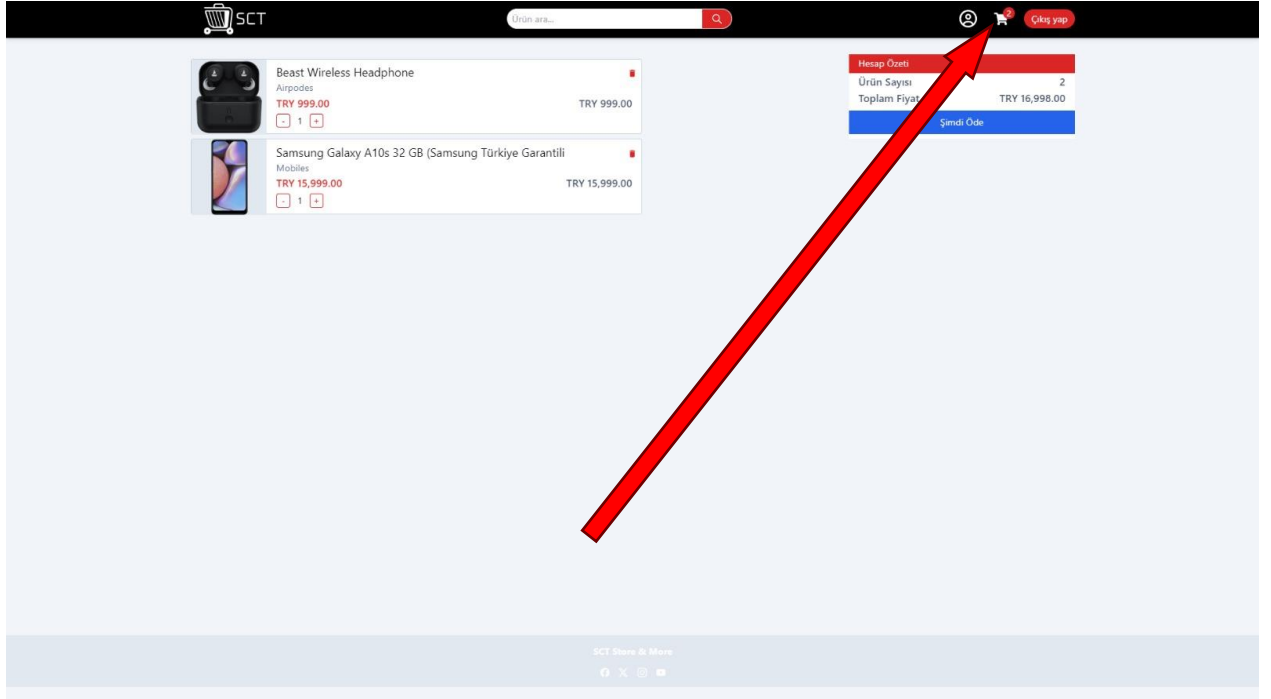 SCT
Ürün ara...
2
Çıkış yap
Beast Wireless Headphone
Airpodes
TRY 999.00
TRY 999.00
- 1 +
Samsung Galaxy A10s 32 GB (Samsung Türkiye Garantili
Mobiles
TRY 15,999.00
TRY 15,999.00
- 1 +
Hesap Özeti
Ürün Sayısı 2
Toplam Fiyat TRY 16,998.00
Şimdi Öde
SCT Store & More